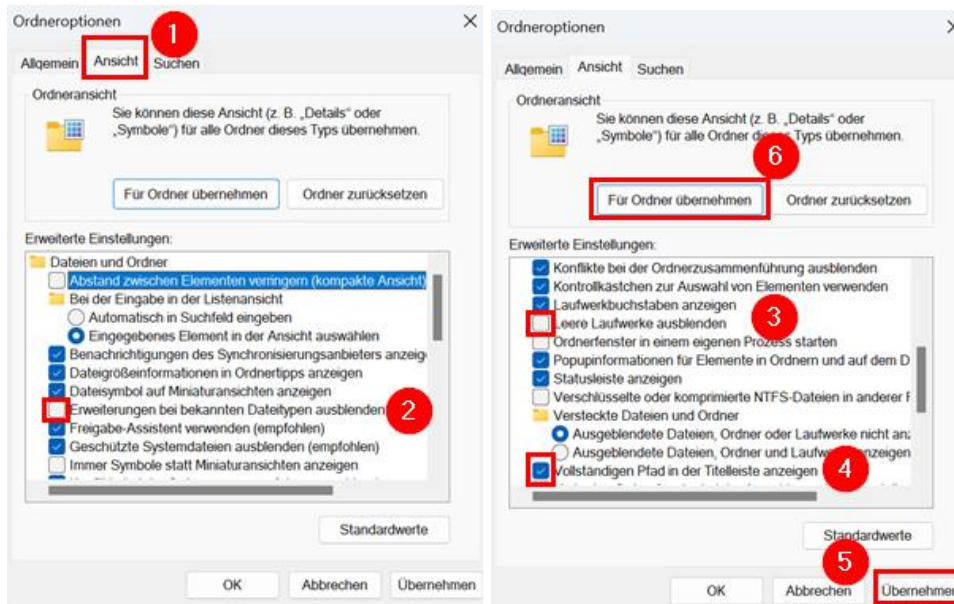 Ordneroptionen
1
Allgemein Ansicht Suchen
Ordneransicht
Sie können diese Ansicht (z. B. „Details“ oder
„Symbole“) für alle Ordner dieses Typs übernehmen.
Für Ordner übernehmen Ordner zurücksetzen
Erweiterte Einstellungen:
Dateien und Ordner
Abstand zwischen Elementen verringern (kompakte Ansicht)
Bei der Eingabe in der Listenansicht
Automatisch in Suchfeld eingeben
Eingegebenes Element in der Ansicht auswählen
Benachrichtigungen des Synchronisierungsanbieters anzeig
Dateigrößeinformationen in Ordnertipps anzeigen
Dateisymbol auf Miniaturansichten anzeigen
Erweiterungen bei bekannten Dateitypen ausblenden
2
Freigabe-Assistent verwenden (empfohlen)
Geschützte Systemdateien ausblenden (empfohlen)
Immer Symbole statt Miniaturansichten anzeigen
Standardwerte
OK Abbrechen Übernehmen
Ordneroptionen
Allgemein Ansicht Suchen
Ordneransicht
Sie können diese Ansicht (z. B. „Details“ oder
„Symbole“) für alle Ordner Typs übernehmen.
6
Für Ordner übernehmen Ordner zurücksetzen
Erweiterte Einstellungen:
Konflikte bei der Ordnerzusammenführung ausblenden
Kontrollkästchen zur Auswahl von Elementen verwenden
Laufwerkbuchstaben anzeigen
Leere Laufwerke ausblenden
3
Ordnerfenster in einem eigenen Prozess starten
Popupinformationen für Elemente in Ordnern und auf dem D
Statusleiste anzeigen
Verschlüsselte oder komprimierte NTFS-Dateien in anderer F
Versteckte Dateien und Ordner
Ausgeblendete Dateien, Ordner oder Laufwerke nicht anz
Ausgeblendete Dateien, Ordner und Laufw anzeigen
Vollständigen Pfad in der Titelleiste anzeigen
4
Standardwerte
5
OK Abbrechen Übernehmen